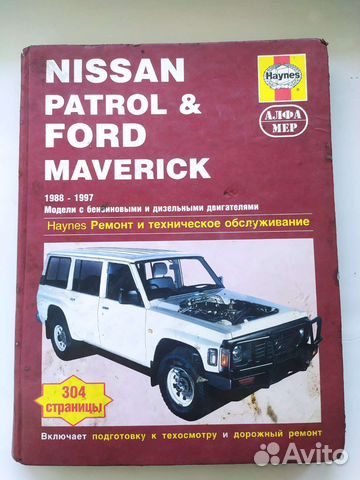 NISSAN
PATROL &
FORD
MAVERICK
Haynes
АЛФА
МЕР
1988 - 1997
Модели с бензиновыми и дизельными двигателями
Haynes Ремонт и техническое обслуживание
304
страницы
Включает подготовку к техосмотру и дорожный ремонт
Avito